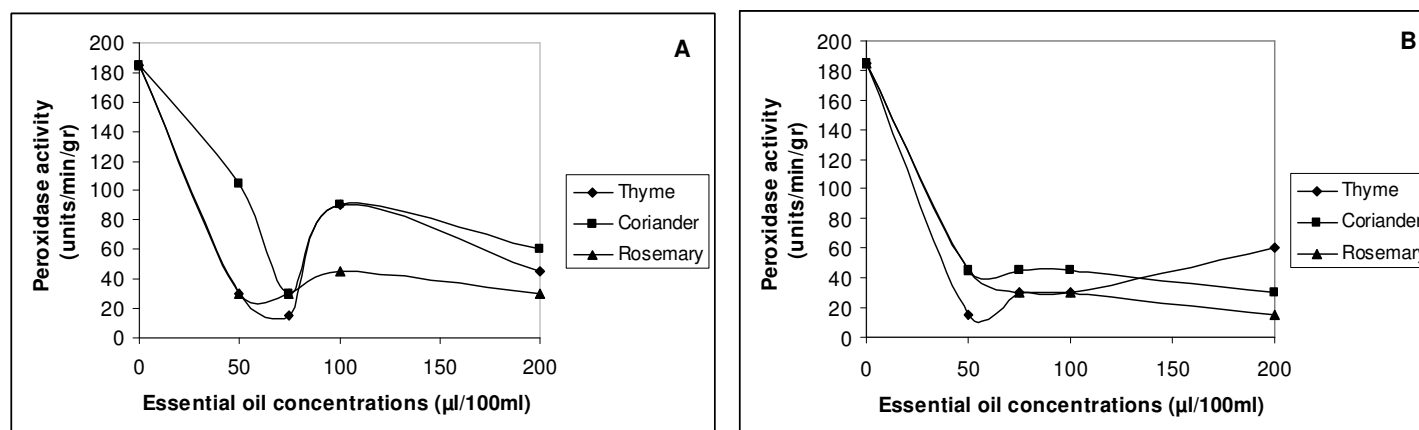 A
Peroxidase activity
(units/min/gr)
200
180
160
140
120
100
80
60
40
20
0
0 50 100 150 200
Essential oil concentrations (µl/100ml)
Thyme
Coriander
Rosemary
B
Peroxidase activity
(units/min/gr)
200
180
160
140
120
100
80
60
40
20
0
0 50 100 150 200
Essential oil concentrations (µl/100ml)
Thyme
Coriander
Rosemary